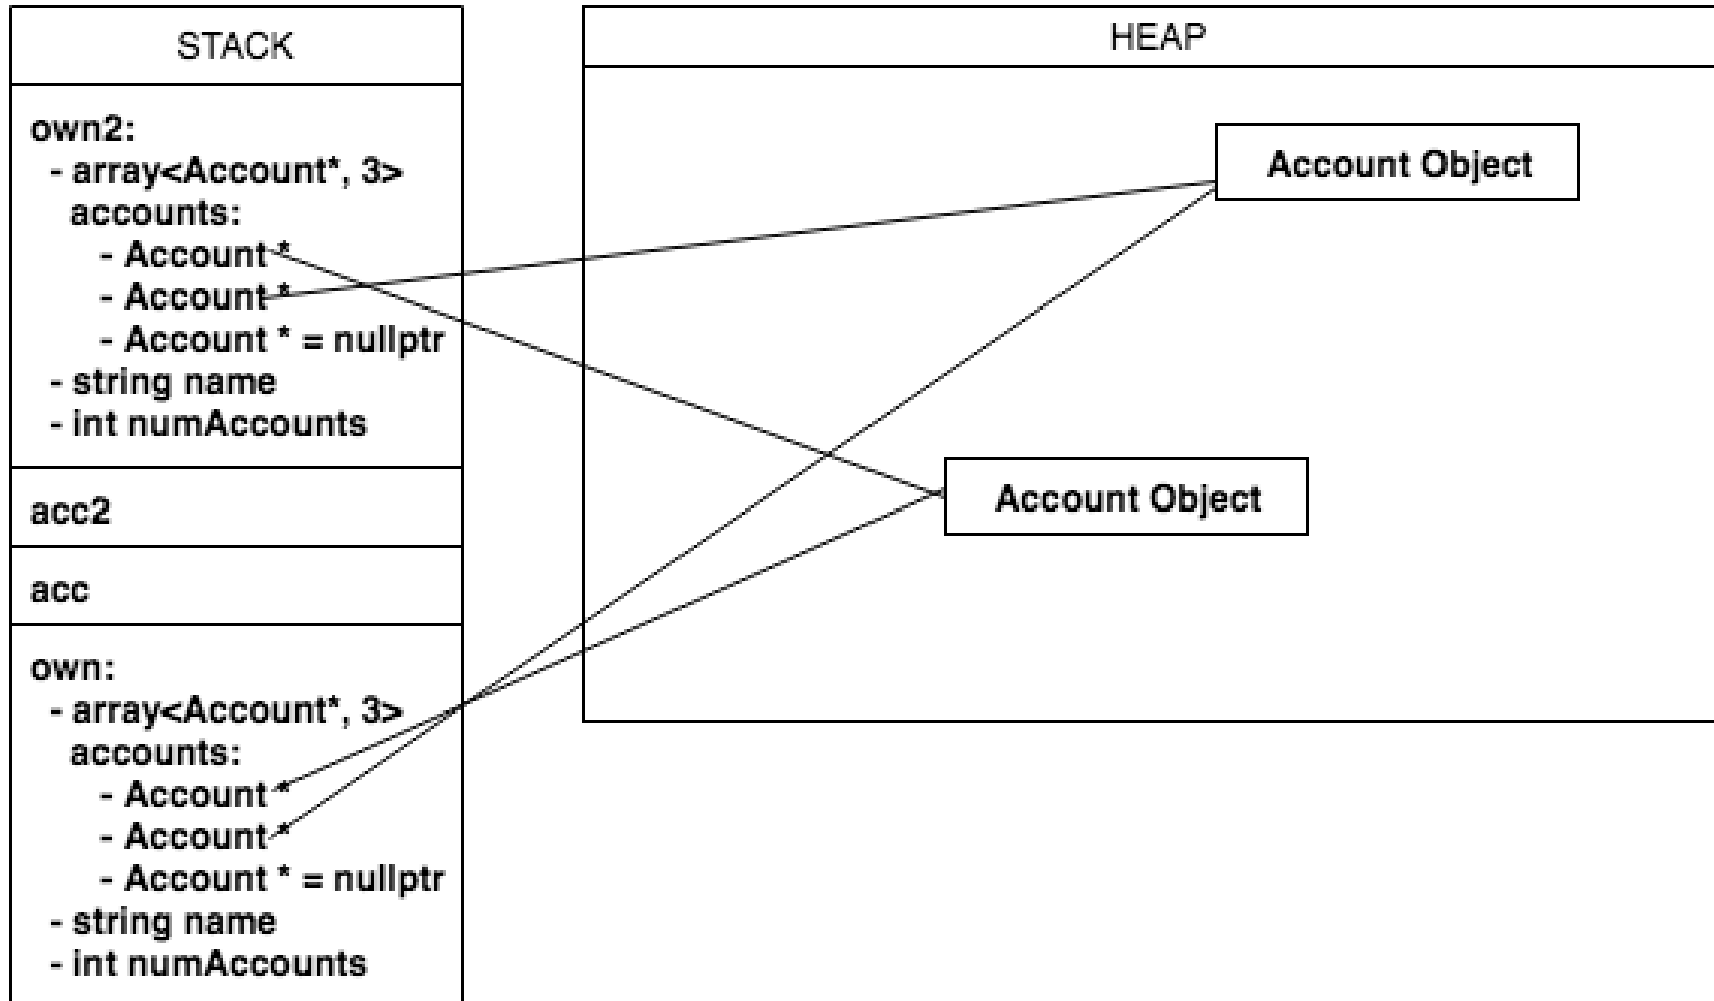 STACK
own2:
- array<Account*, 3>
accounts:
- Account *
- Account *
- Account * = nullptr
- string name
- int numAccounts
acc2
acc
own:
- array<Account*, 3>
accounts:
- Account *
- Account *
- Account * = nullptr
- string name
- int numAccounts
HEAP
Account Object
Account Object